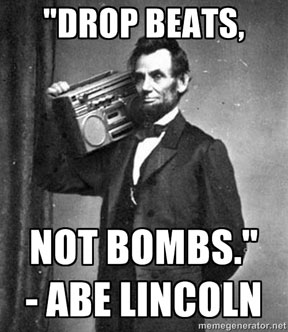 "DROP BEATS,
NOT BOMBS."
- ABE LINCOLN
memegenerator.net